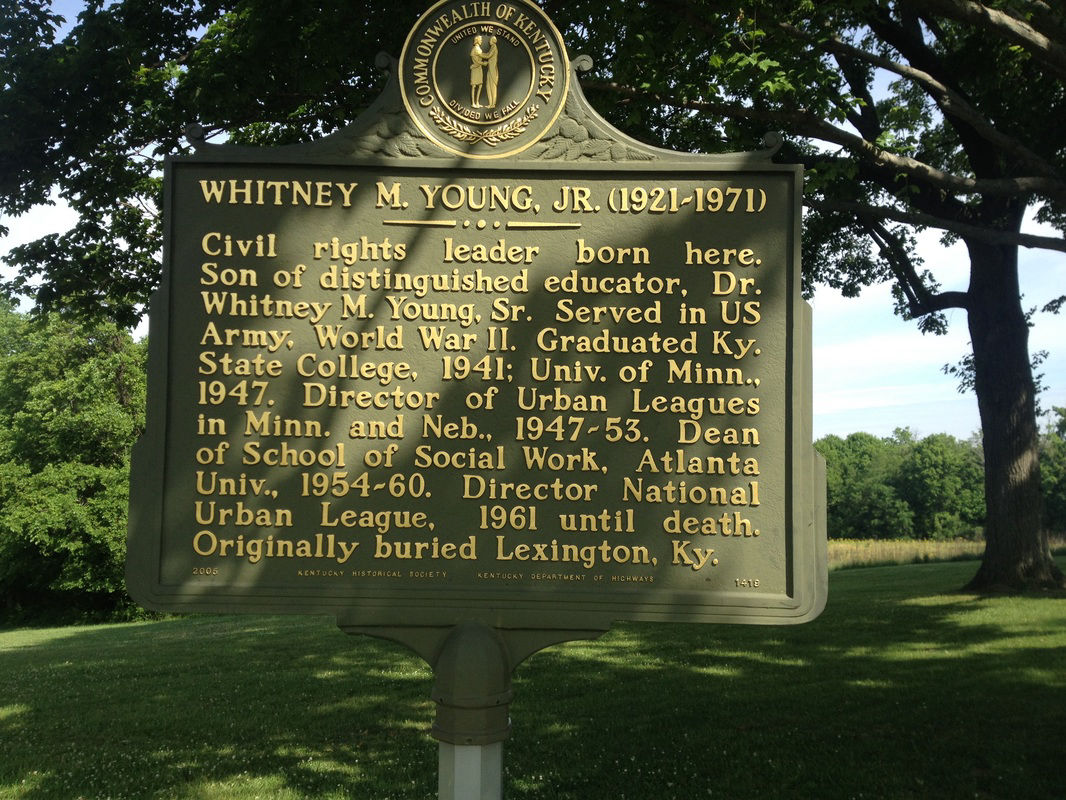 COMMONWEALTH OF KENTUCKY
UNITED WE STAND
DIVIDED WE FALL
WHITNEY M. YOUNG, JR. (1921-1971)
Civil rights leader born here.
Son of distinguished educator, Dr.
Whitney M. Young, Sr. Served in US
Army, World War II. Graduated Ky.
State College, 1941; Univ. of Minn.,
1947. Director of Urban Leagues
in Minn. and Neb., 1947-53. Dean
of School of Social Work, Atlanta
Univ., 1954-60. Director National
Urban League, 1961 until death.
Originally buried Lexington, Ky.
2005 KENTUCKY HISTORICAL SOCIETY KENTUCKY DEPARTMENT OF HIGHWAYS 1418